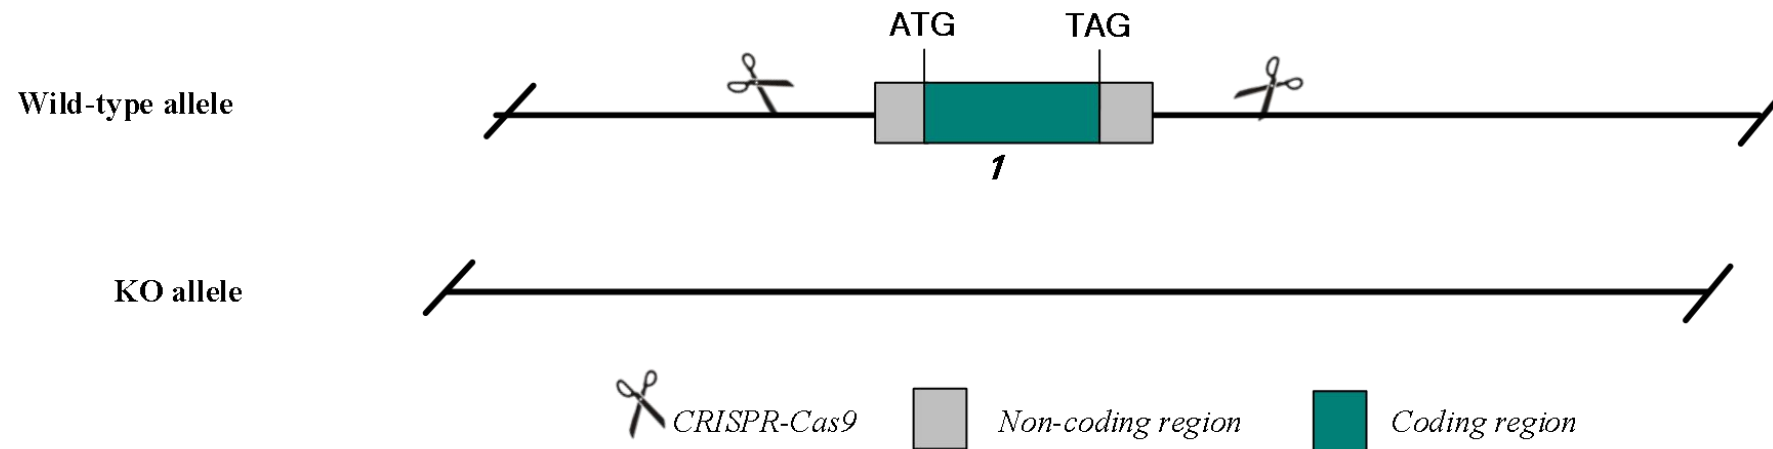 ATG TAG
Wild-type allele
1
KO allele
CRISPR-Cas9 Non-coding region Coding region